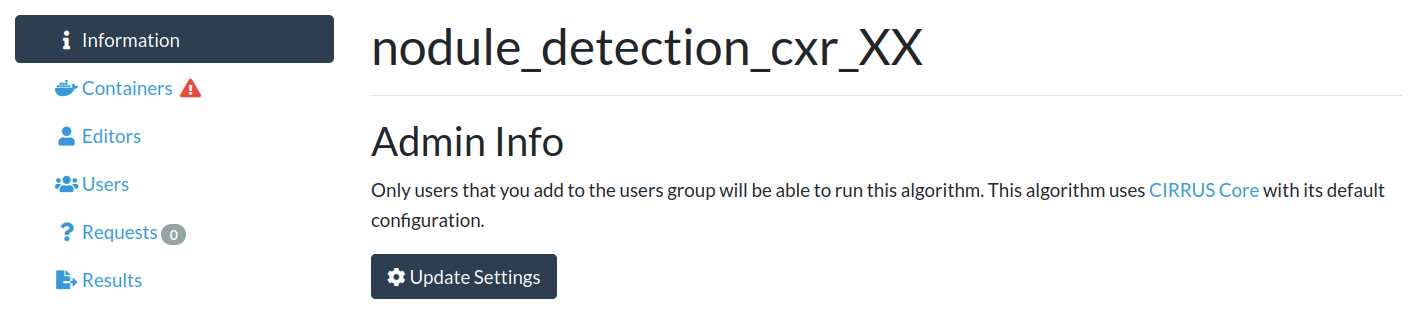 Information
Containers
Editors
Users
Requests 0
Results
nodule_detection_cxr_XX
Admin Info
Only users that you add to the users group will be able to run this algorithm. This algorithm uses CIRRUS Core with its default
configuration.
Update Settings